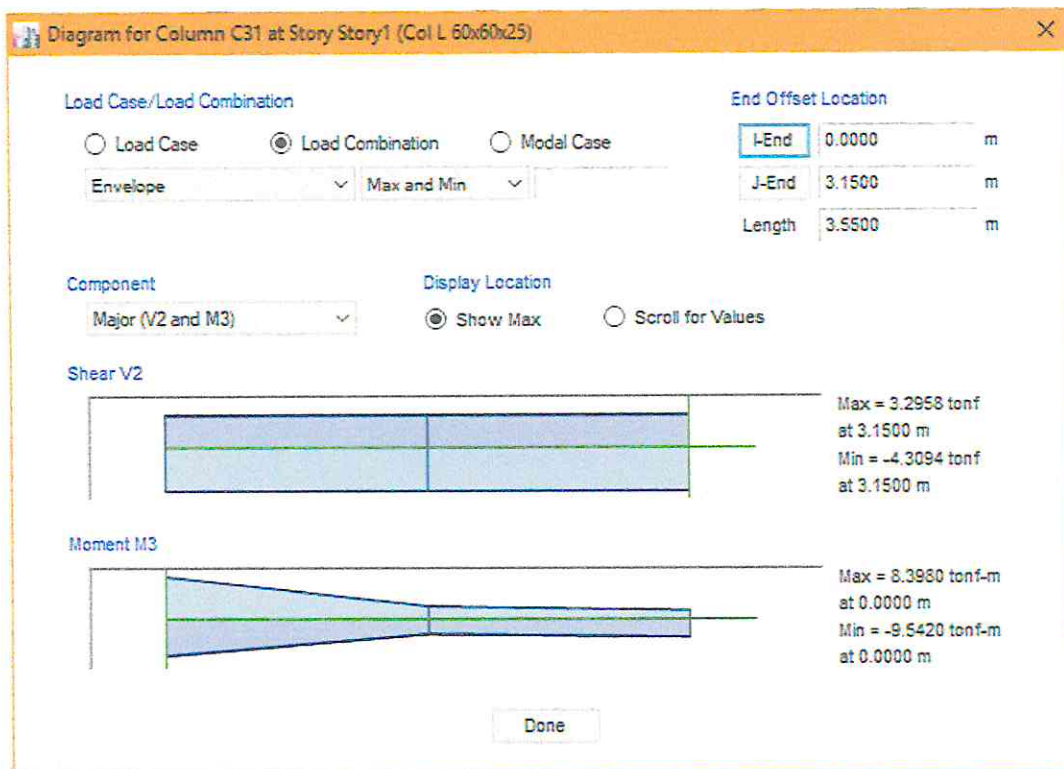 Diagram for Column C31 at Story Story1 (Col L 60x60x25)
Load Case/Load Combination
Load Case
Load Combination
Modal Case
Envelope
Max and Min
End Offset Location
I-End
0.0000
m
J-End
3.1500
m
Length
3.5500
m
Component
Major (V2 and M3)
Display Location
Show Max
Scroll for Values
Shear V2
Max = 3.2958 tonf
at 3.1500 m
Min = -4.3094 tonf
at 3.1500 m
Moment M3
Max = 8.3980 tonf-m
at 0.0000 m
Min = -9.5420 tonf-m
at 0.0000 m
Done